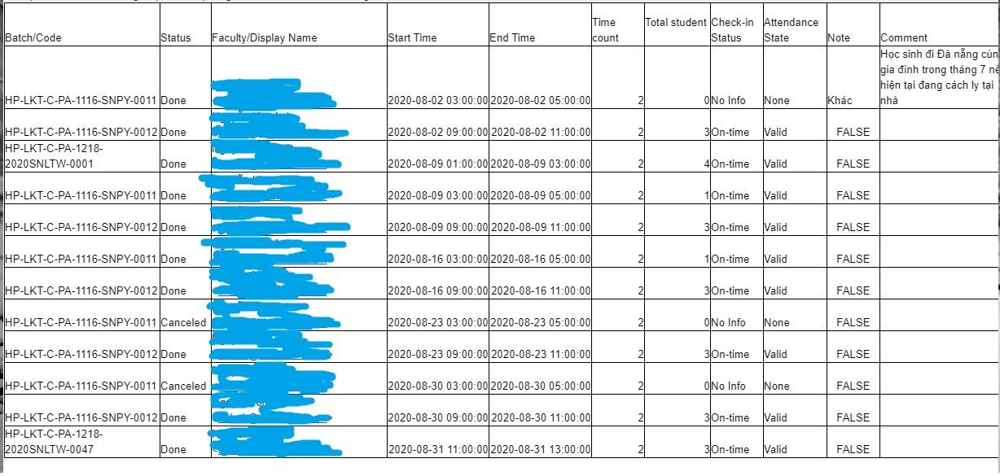 Batch/Code Status Faculty/Display Name Start Time End Time Time count Total student Check-in Status Attendance State Note Comment
HP-LKT-C-PA-1116-SNPY-0011 Done 2020-08-02 03:00:00 2020-08-02 05:00:00 2 0 No Info None Khác Học sinh đi Đà nẵng
gia đình trong tháng 7
hiện tại đang cách ly tại
nhà
HP-LKT-C-PA-1116-SNPY-0012 Done 2020-08-02 09:00:00 2020-08-02 11:00:00 2 3 On-time Valid FALSE
HP-LKT-C-PA-1218-
2020SNLTW-0001 Done 2020-08-09 01:00:00 2020-08-09 03:00:00 2 4 On-time Valid FALSE
HP-LKT-C-PA-1116-SNPY-0011 Done 2020-08-09 03:00:00 2020-08-09 05:00:00 2 1 On-time Valid FALSE
HP-LKT-C-PA-1116-SNPY-0012 Done 2020-08-09 09:00:00 2020-08-09 11:00:00 2 3 On-time Valid FALSE
HP-LKT-C-PA-1116-SNPY-0011 Done 2020-08-16 03:00:00 2020-08-16 05:00:00 2 1 On-time Valid FALSE
HP-LKT-C-PA-1116-SNPY-0012 Done 2020-08-16 09:00:00 2020-08-16 11:00:00 2 3 On-time Valid FALSE
HP-LKT-C-PA-1116-SNPY-0011 Canceled 2020-08-23 03:00:00 2020-08-23 05:00:00 2 0 No Info None FALSE
HP-LKT-C-PA-1116-SNPY-0012 Done 2020-08-23 09:00:00 2020-08-23 11:00:00 2 3 On-time Valid FALSE
HP-LKT-C-PA-1116-SNPY-0011 Canceled 2020-08-30 03:00:00 2020-08-30 05:00:00 2 0 No Info None FALSE
HP-LKT-C-PA-1116-SNPY-0012 Done 2020-08-30 09:00:00 2020-08-30 11:00:00 2 3 On-time Valid FALSE
HP-LKT-C-PA-1218-
2020SNLTW-0047 Done 2020-08-31 11:00:00 2020-08-31 13:00:00 2 3 On-time Valid FALSE